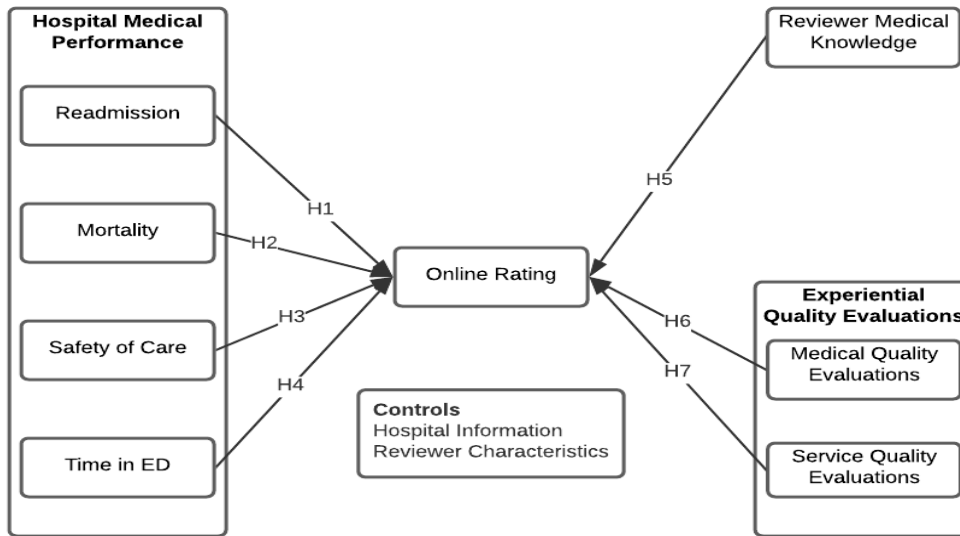 Hospital Medical
Performance
Readmission
Mortality
Safety of Care
Time in ED
H1
H2
H3
H4
Online Rating
Controls
Hospital Information
Reviewer Characteristics
Reviewer Medical
Knowledge
H5
H6
H7
Experiential
Quality Evaluations
Medical Quality
Evaluations
Service Quality
Evaluations